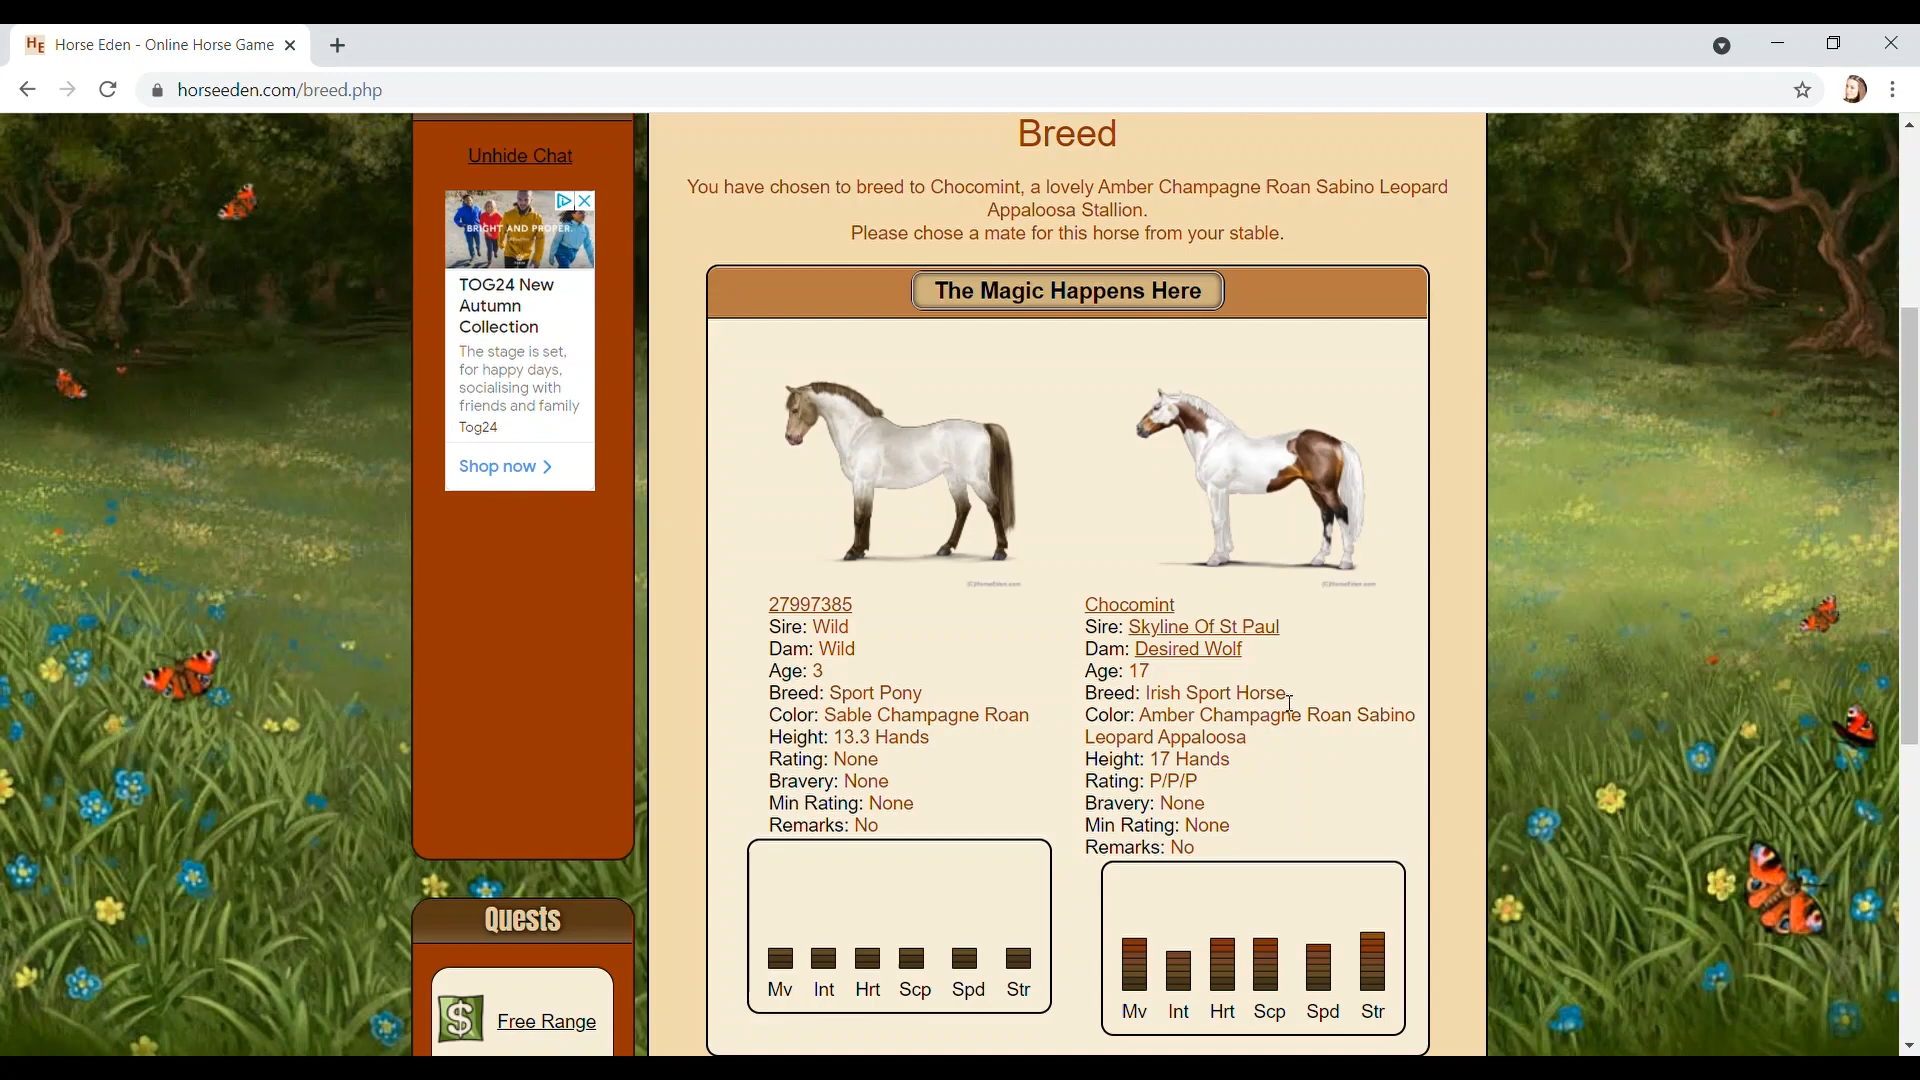 Horse Eden - Online Horse Game
horseeden.com/breed.php
Unhide Chat
BRIGHT AND PROPER.
TOG24 New
Autumn
Collection
The stage is set,
for happy days,
socialising with
friends and family
Tog24
Shop now
Quests
Free Range
Breed
You have chosen to breed to Chocomint, a lovely Amber Champagne Roan Sabino Leopard
Appaloosa Stallion.
Please chose a mate for this horse from your stable.
The Magic Happens Here
27997385
Sire: Wild
Dam: Wild
Age: 3
Breed: Sport Pony
Color: Sable Champagne Roan
Height: 13.3 Hands
Rating: None
Bravery: None
Min Rating: None
Remarks: No
Mv Int Hrt Scp Spd Str
Chocomint
Sire: Skyline Of St Paul
Dam: Desired Wolf
Age: 17
Breed: Irish Sport Horse
Color: Amber Champagne Roan Sabino
Leopard Appaloosa
Height: 17 Hands
Rating: P/P/P
Bravery: None
Min Rating: None
Remarks: No
Mv Int Hrt Scp Spd Str